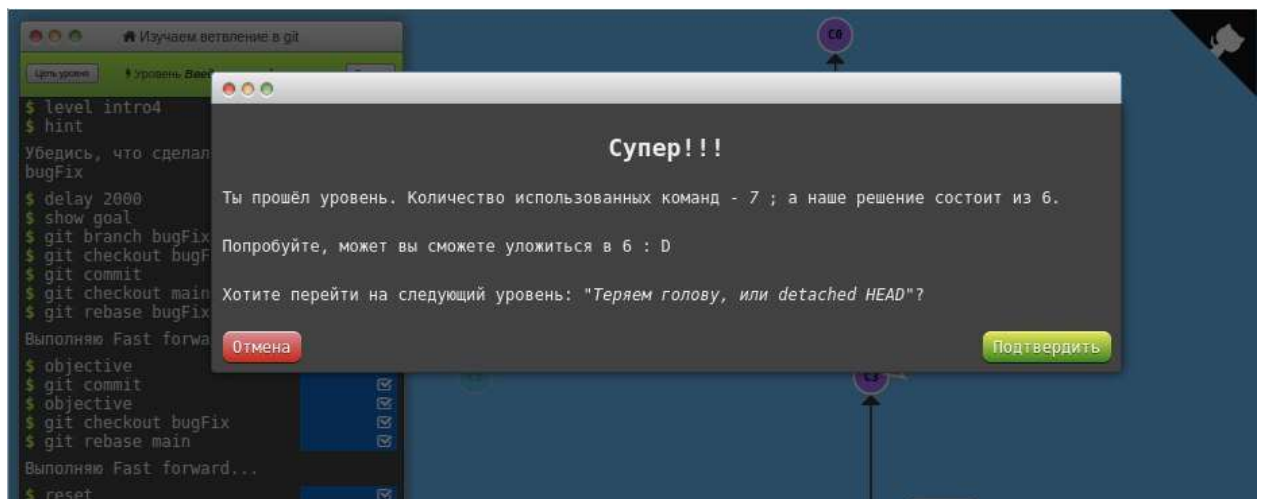 Изучаем ветвление в git
C0
Цель уровня
Уровень Введ
$ level intro4
$ hint
Убедись, что сделал
bugFix
$ delay 2000
$ show goal
$ git branch bugFix
$ git checkout bugF
$ git commit
$ git checkout main
$ git rebase bugFix
Выполняю Fast forwa
$ objective
$ git commit
$ objective
$ git checkout bugFix
$ git rebase main
Выполняю Fast forward...
$ reset
Супер!!!
Ты прошёл уровень. Количество использованных команд - 7 ; а наше решение состоит из 6.
Попробуйте, может вы сможете уложиться в 6 : D
Хотите перейти на следующий уровень: "Теряем голову, или detached HEAD"?
Отмена
Подтвердить
C3